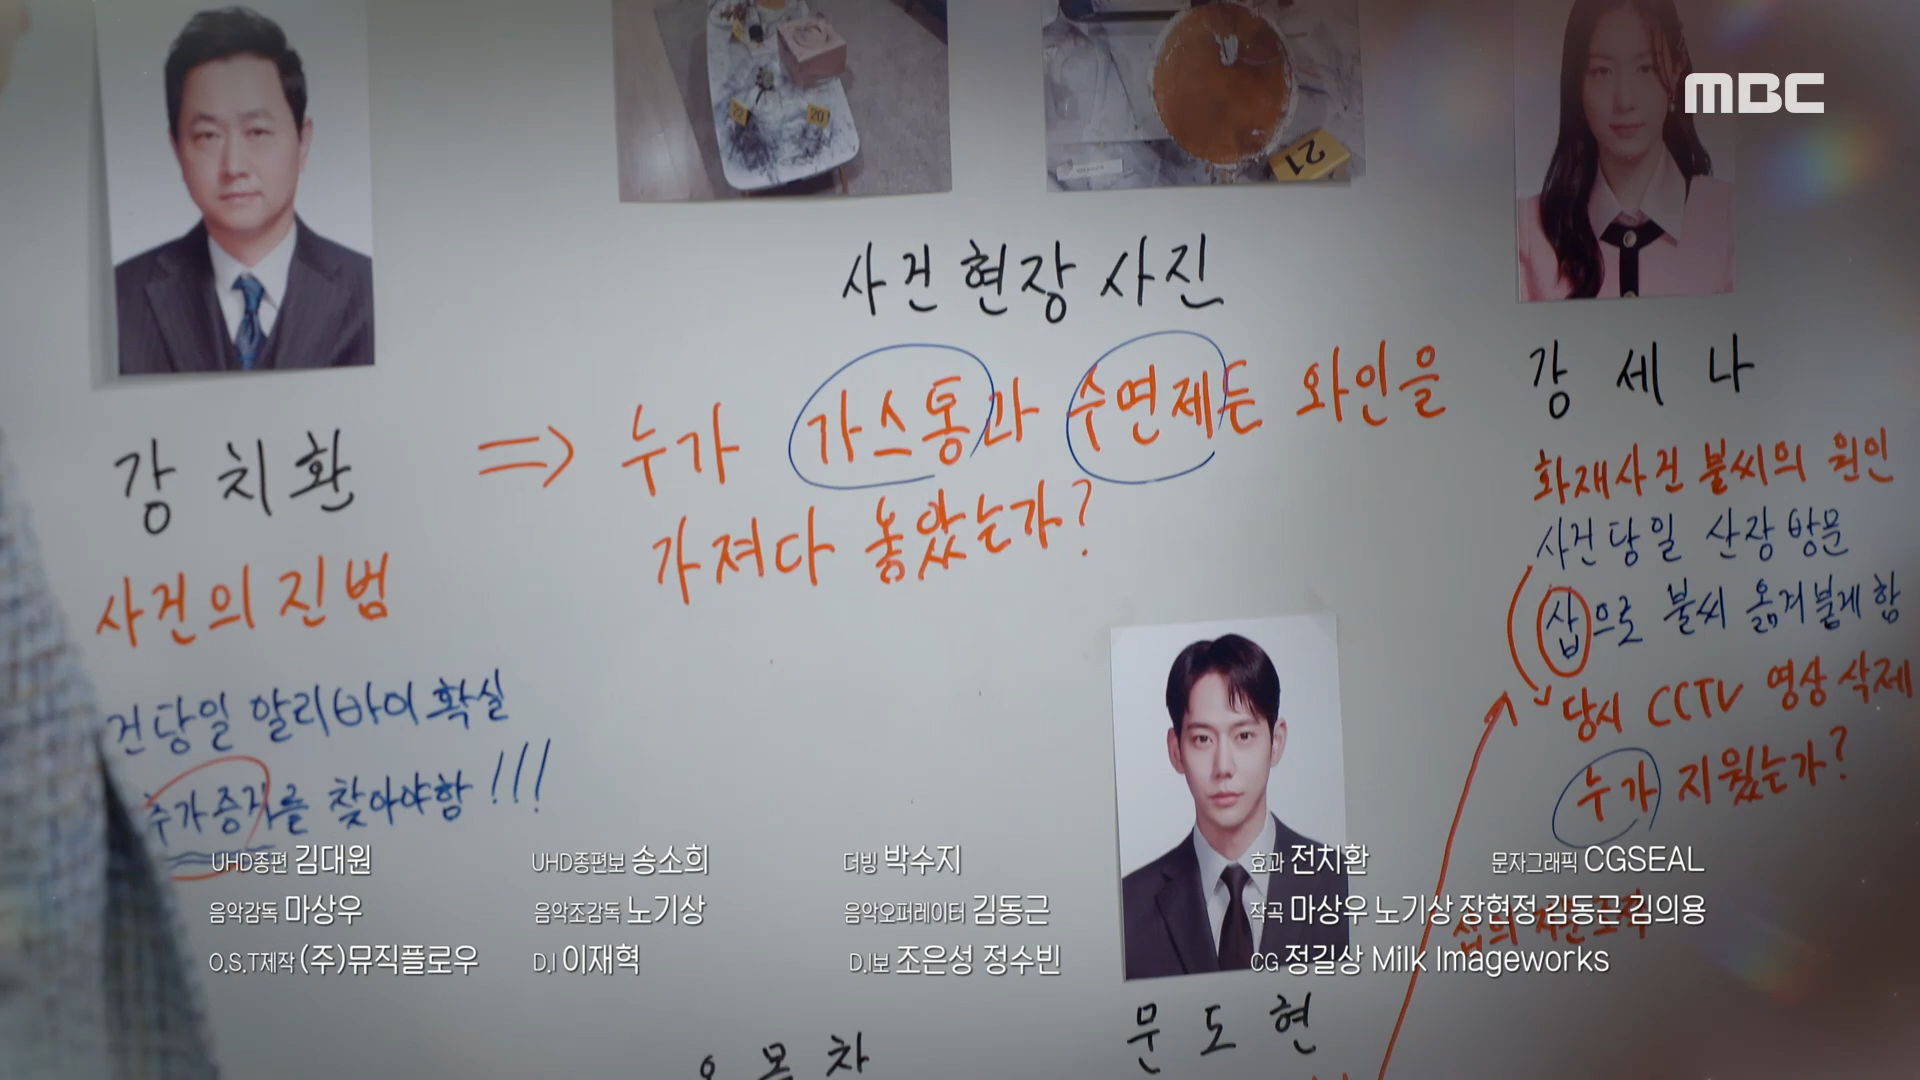 MBC
22
20
21
사건현장 사진
강치환
사건의 진범
건당일 알리바이 확실
추가증거를 찾아야함!!!
=> 누가 가스통과 수면제든 와인을
가져다 놓았는가?
강세나
화재사건 불씨의 원인
사건당일 산장방문
삽으로 불씨 옮겨붙게 함
당시 CCTV 영상 삭제
누가 지웠는가?
문도현
UHD종편 김대원 UHD종편보 송소희 더빙 박수지 효과 전치환 문자그래픽 CGSEAL
음악감독 마상우 음악조감독 노기상 음악오퍼레이터 김동근 작곡 마상우 노기상 장현정 김동근 김의용
O.S.T제작 (주)뮤직플로우 D.I 이재혁 D.I보 조은성 정수빈 CG 정길상 Milk Imageworks